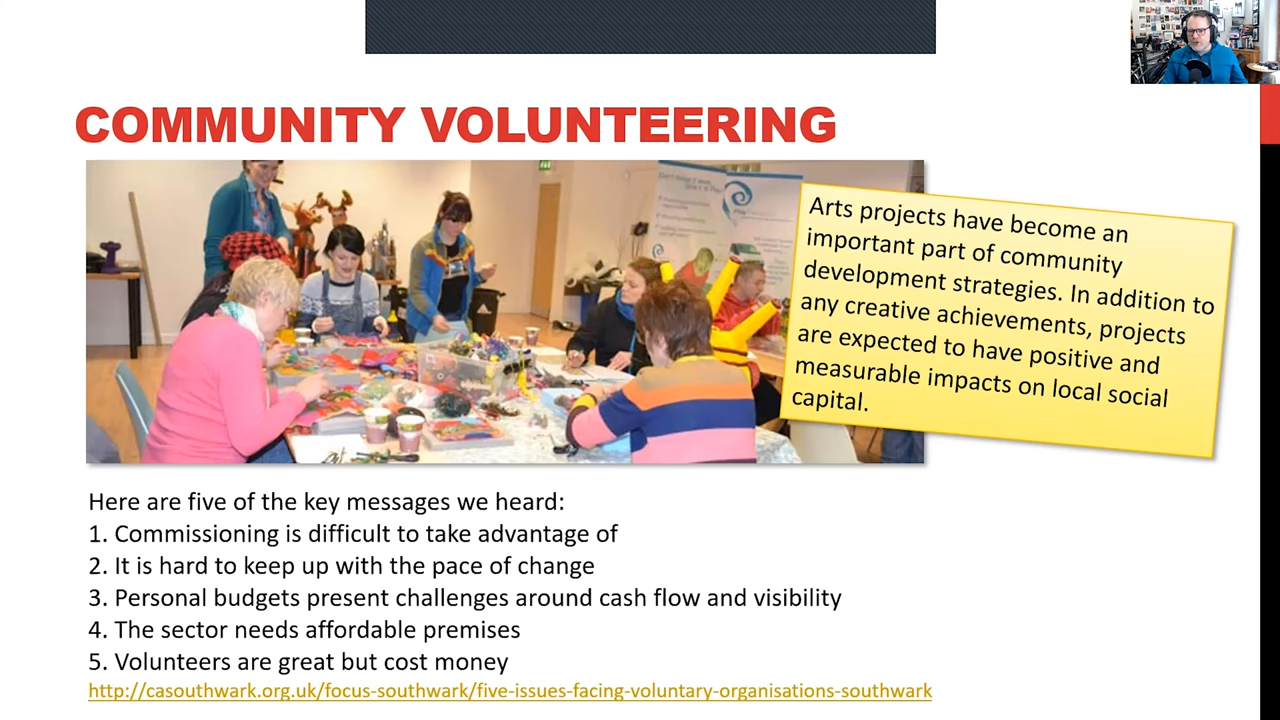 COMMUNITY VOLUNTEERING
Arts projects have become an
important part of community
development strategies. In addition to
any creative achievements, projects
are expected to have positive and
measurable impacts on local social
capital.
Here are five of the key messages we heard:
1. Commissioning is difficult to take advantage of
2. It is hard to keep up with the pace of change
3. Personal budgets present challenges around cash flow and visibility
4. The sector needs affordable premises
5. Volunteers are great but cost money
http://casouthwark.org.uk/focus-southwark/five-issues-facing-voluntary-organisations-southwark